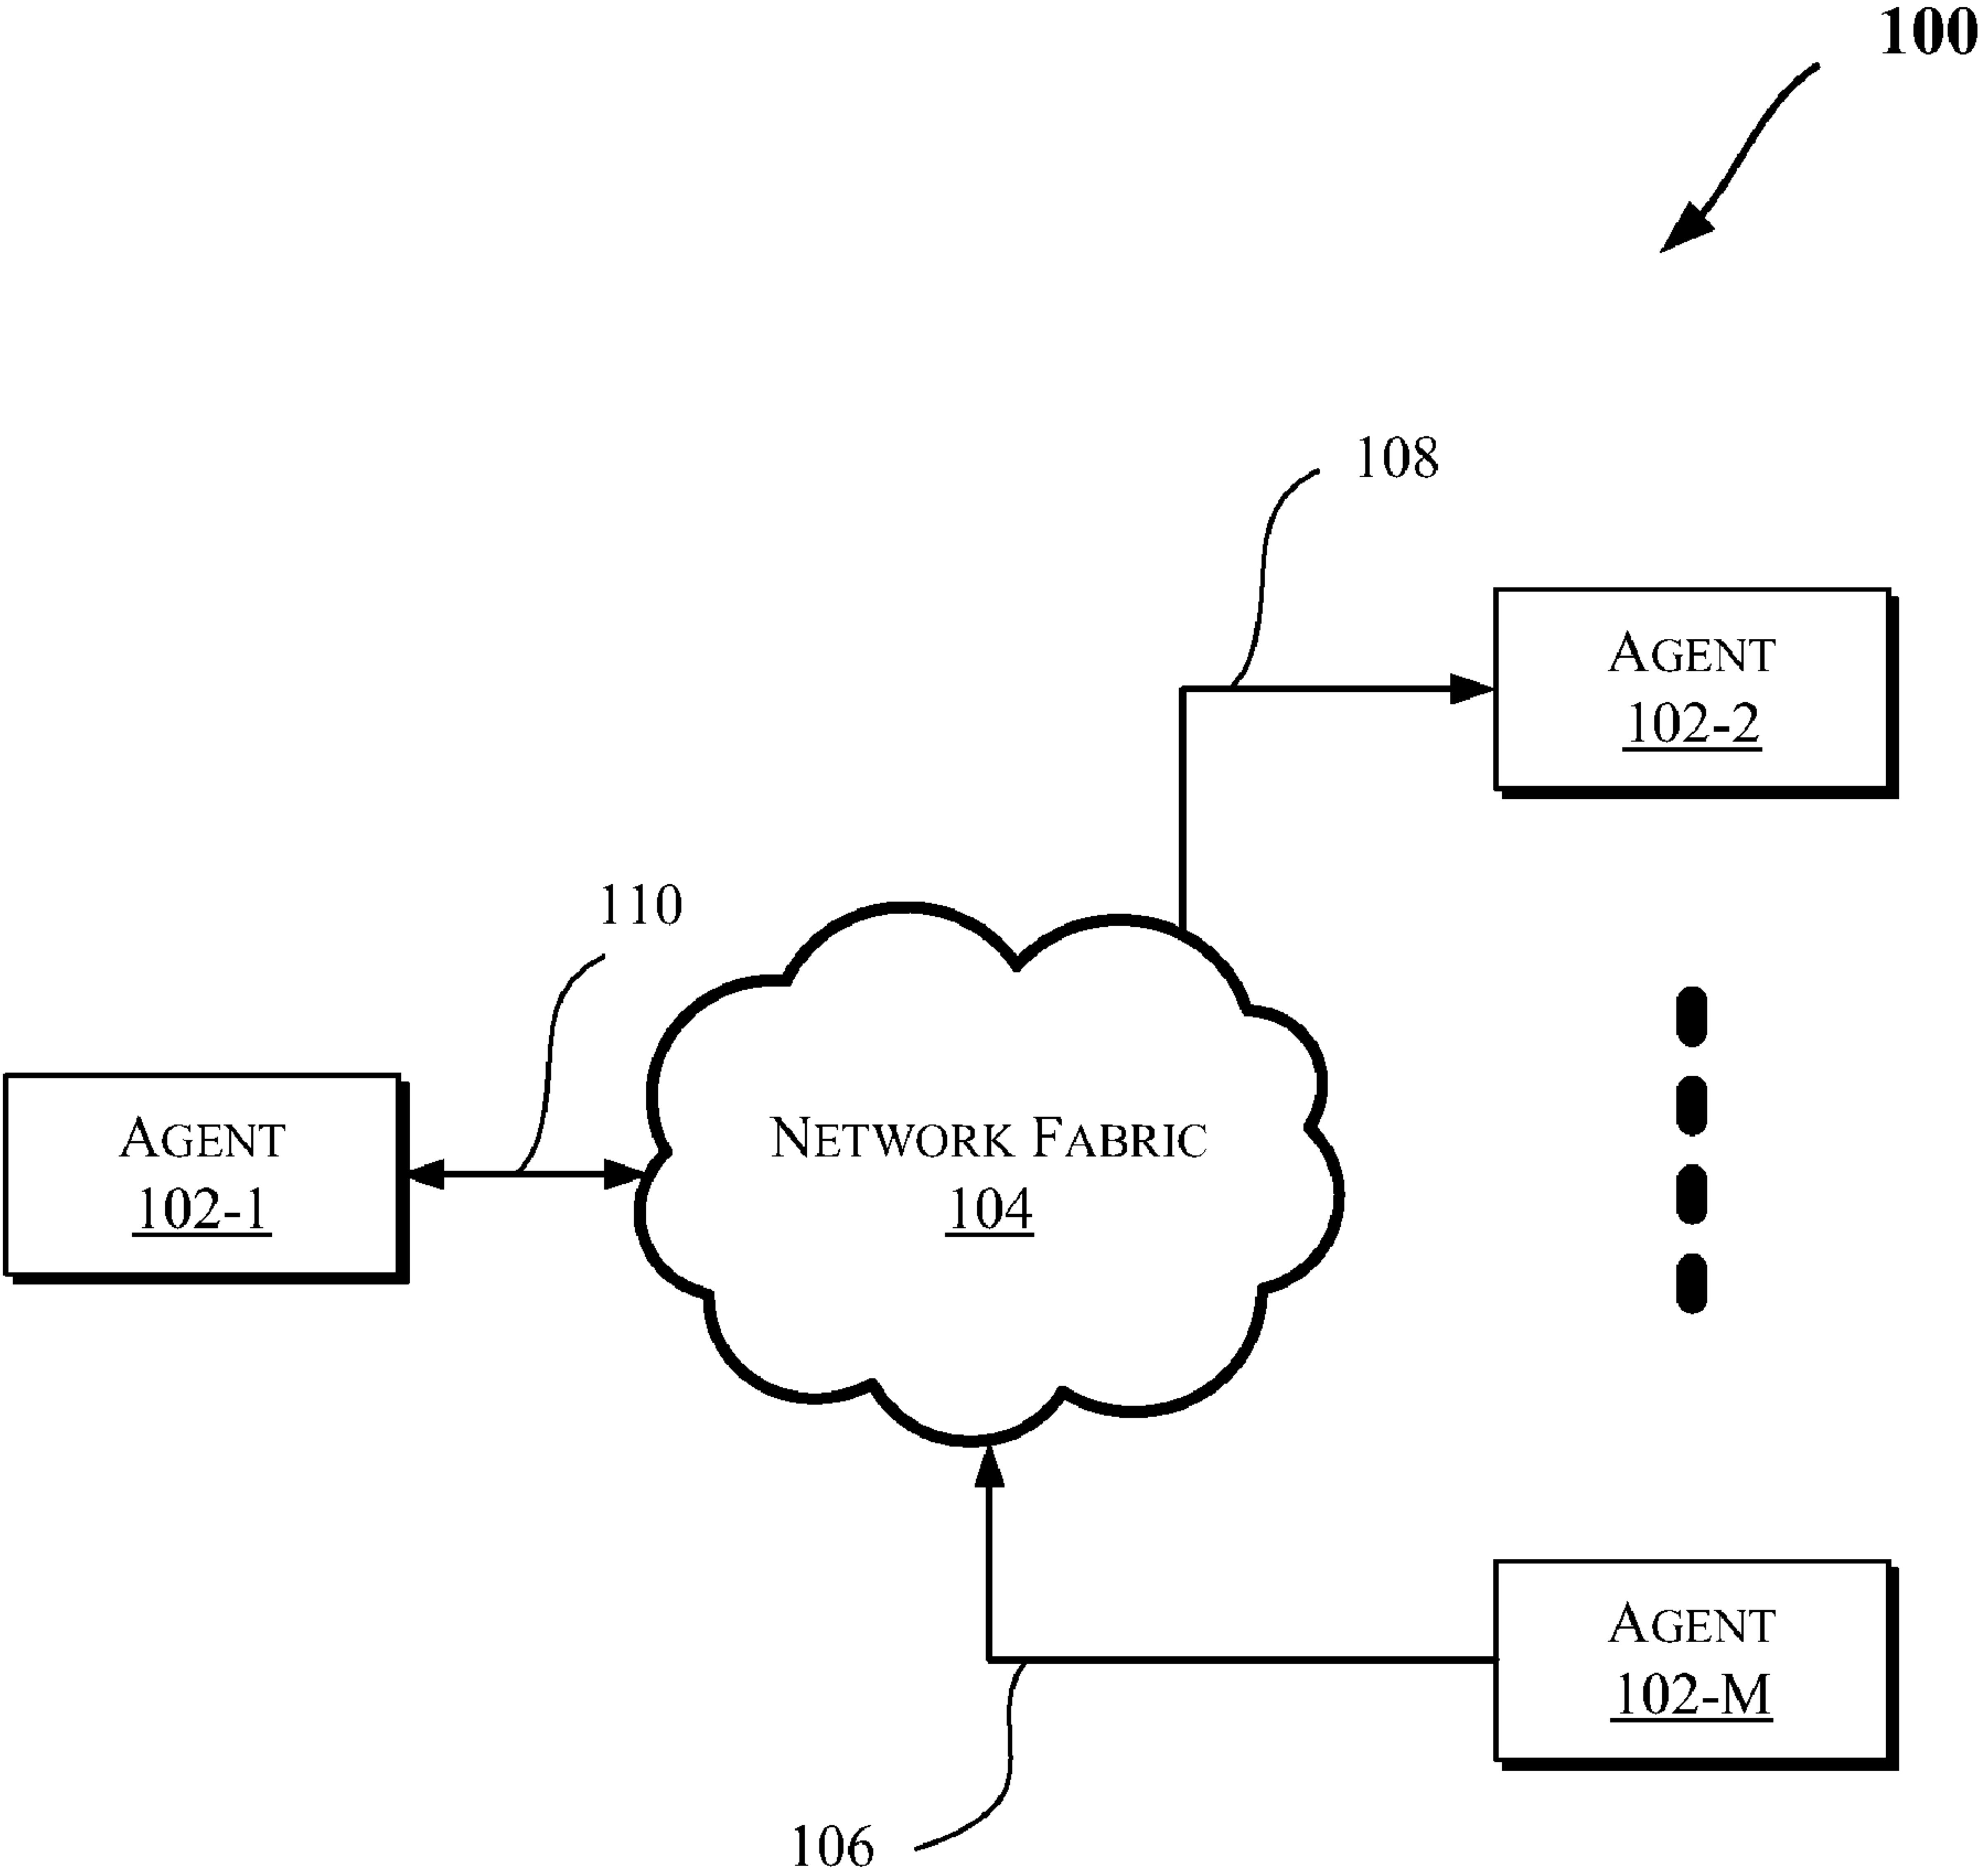 100
108
AGENT
102-2
110
AGENT
102-1
NETWORK FABRIC
104
AGENT
102-M
106